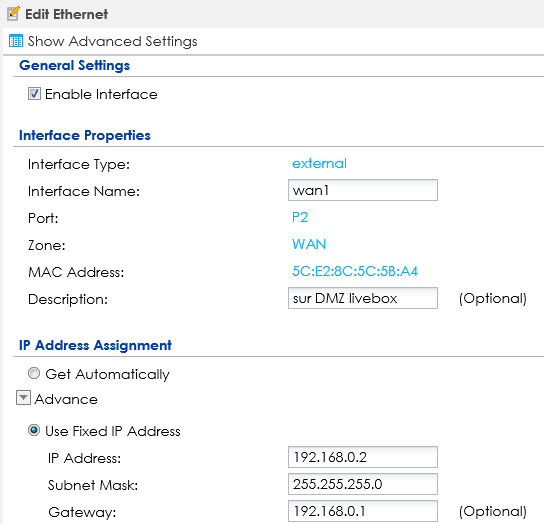 Edit Ethernet
Show Advanced Settings
General Settings
Enable Interface
Interface Properties
Interface Type: external
Interface Name: wan1
Port: P2
Zone: WAN
MAC Address: 5C:E2:8C:5C:5B:A4
Description: sur DMZ livebox (Optional)
IP Address Assignment
Get Automatically
Advance
Use Fixed IP Address
IP Address: 192.168.0.2
Subnet Mask: 255.255.255.0
Gateway: 192.168.0.1 (Optional)